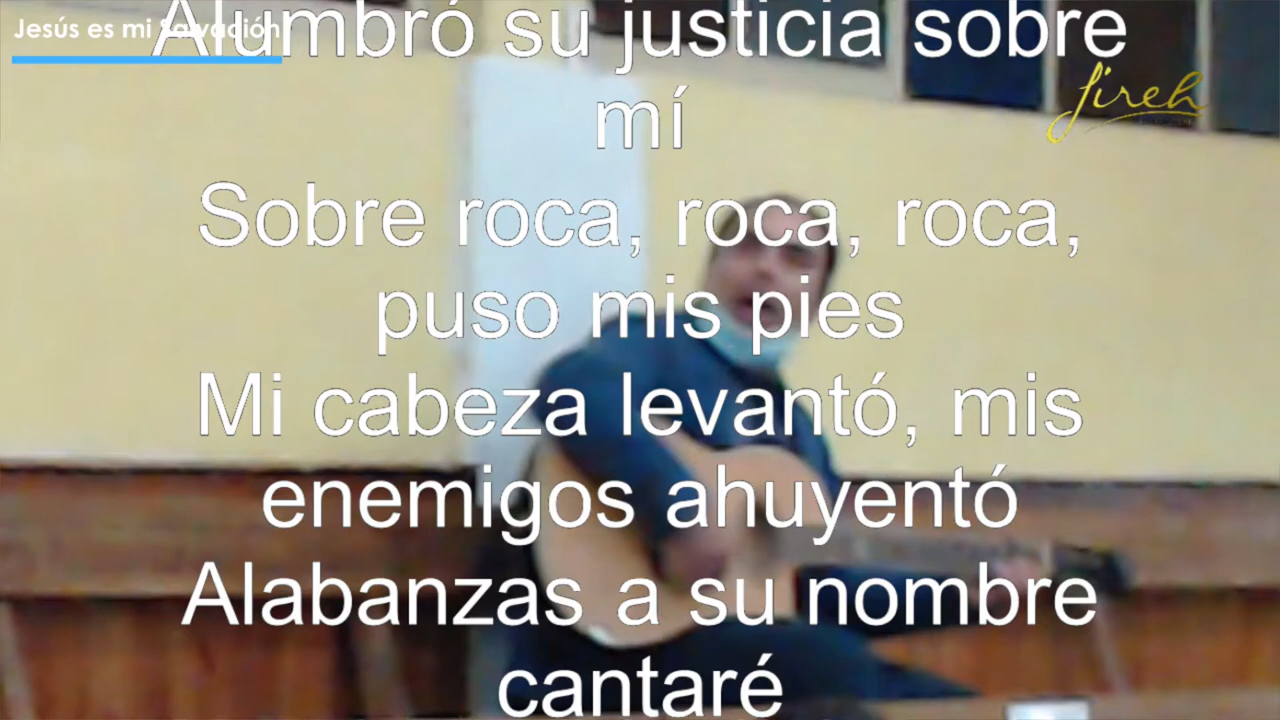 Jesús es mi Salvación
Alumbró su justicia sobre
mí
Jireh
Sobre roca, roca, roca,
puso mis pies
Mi cabeza levantó, mis
enemigos ahuyentó
Alabanzas a su nombre
cantaré